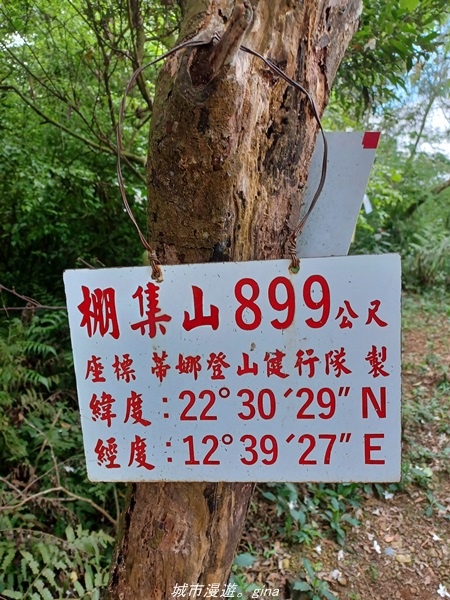 棚集山899公尺
座標 蒂娜登山健行隊 製
緯度：22°30′29″N
經度：12°39′27″E
城市漫遊。gina